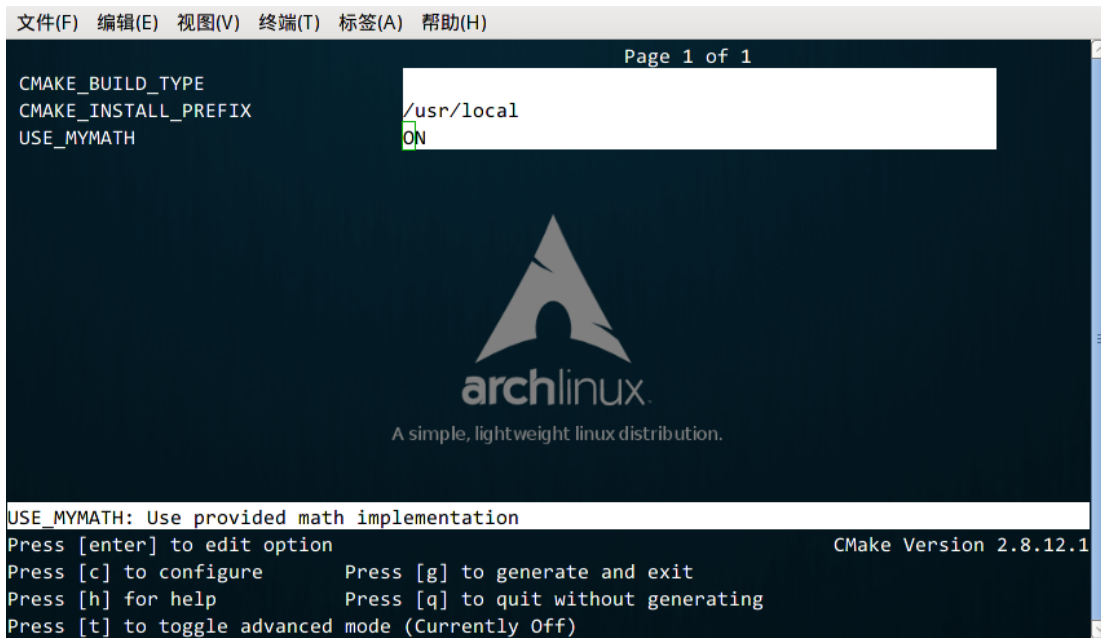 文件(F) 编辑(E) 视图(V) 终端(T) 标签(A) 帮助(H)
Page 1 of 1
CMAKE_BUILD_TYPE
CMAKE_INSTALL_PREFIX /usr/local
USE_MYMATH ON
archlinux
A simple, lightweight linux distribution.
USE_MYMATH: Use provided math implementation
Press [enter] to edit option CMake Version 2.8.12.1
Press [c] to configure Press [g] to generate and exit
Press [h] for help Press [q] to quit without generating
Press [t] to toggle advanced mode (Currently Off)